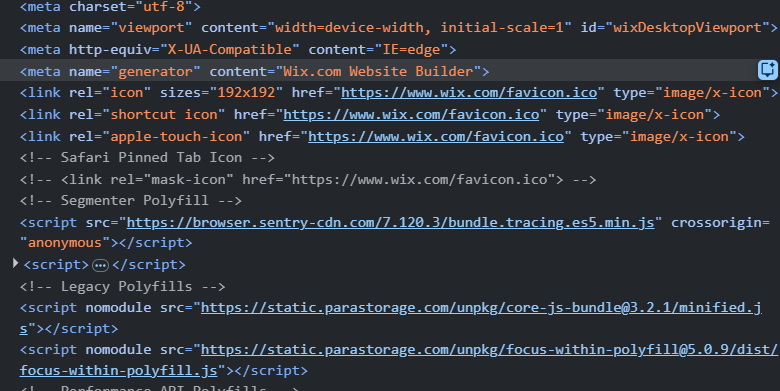 <meta charset="utf-8">
<meta name="viewport" content="width=device-width, initial-scale=1" id="wixDesktopViewport">
<meta http-equiv="X-UA-Compatible" content="IE=edge">
<meta name="generator" content="Wix.com Website Builder">
<link rel="icon" sizes="192x192" href="https://www.wix.com/favicon.ico" type="image/x-icon">
<link rel="shortcut icon" href="https://www.wix.com/favicon.ico" type="image/x-icon">
<link rel="apple-touch-icon" href="https://www.wix.com/favicon.ico" type="image/x-icon">
<!-- Safari Pinned Tab Icon -->
<!-- <link rel="mask-icon" href="https://www.wix.com/favicon.ico"> -->
<!-- Segmenter Polyfill -->
<script src="https://browser.sentry-cdn.com/7.120.3/bundle.tracing.es5.min.js" crossorigin=
"anonymous"></script>
<script>…</script>
<!-- Legacy Polyfills -->
<script nomodule src="https://static.parastorage.com/unpkg/core-js-bundle@3.2.1/minified.j
s"></script>
<script nomodule src="https://static.parastorage.com/unpkg/focus-within-polyfill@5.0.9/dist/
focus-within-polyfill.js"></script>
<!-- Performance API Polyfills -->